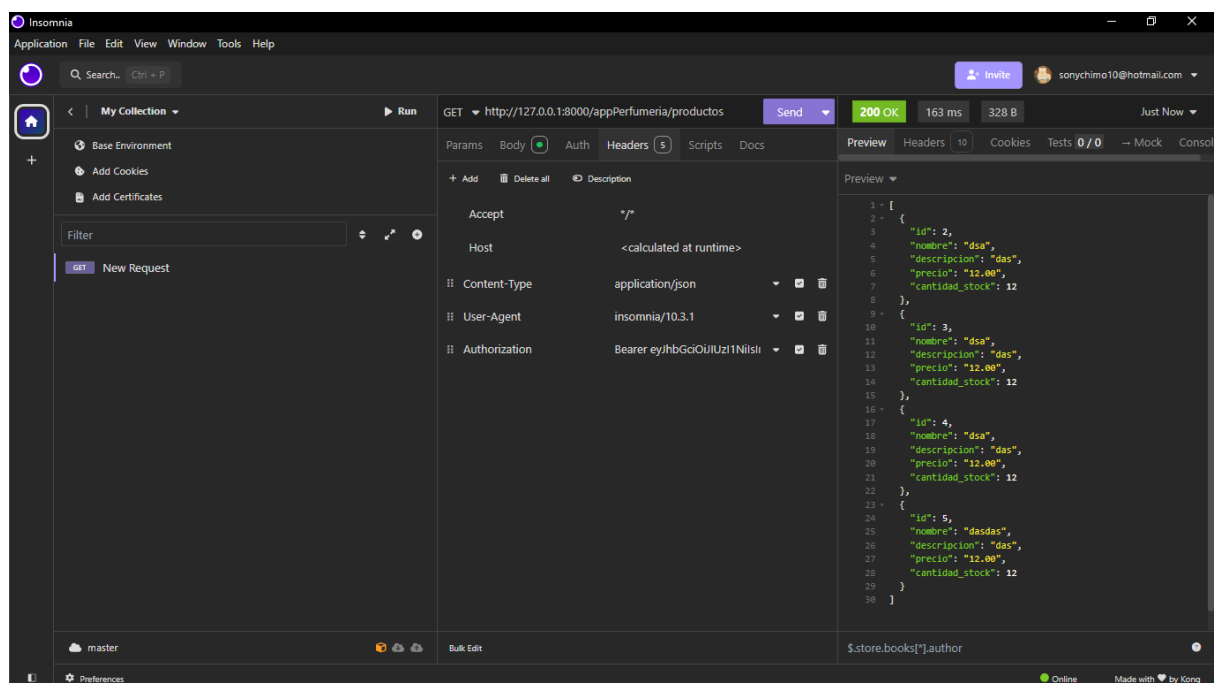 Insomnia
Application File Edit View Window Tools Help
Search.. Ctrl + P
Invite
sonychimo10@hotmail.com
My Collection
Run
GET http://127.0.0.1:8000/appPerfumeria/productos
Send
200 OK 163 ms 328 B
Just Now
Base Environment
Add Cookies
Add Certificates
Filter
GET New Request
Params Body Auth Headers 5 Scripts Docs
+ Add Delete all Description
Accept */*
Host <calculated at runtime>
Content-Type application/json
User-Agent insomnia/10.3.1
Authorization Bearer eyJhbGciOiJIUzI1NiIsIr
Preview Headers 10 Cookies Tests 0 / 0 → Mock Consol
Preview
1 [
2 {
3 "id": 2,
4 "nombre": "dsa",
5 "descripcion": "das",
6 "precio": "12.00",
7 "cantidad_stock": 12
8 },
9 {
10 "id": 3,
11 "nombre": "dsa",
12 "descripcion": "das",
13 "precio": "12.00",
14 "cantidad_stock": 12
15 },
16 {
17 "id": 4,
18 "nombre": "dsa",
19 "descripcion": "das",
20 "precio": "12.00",
21 "cantidad_stock": 12
22 },
23 {
24 "id": 5,
25 "nombre": "dasdas",
26 "descripcion": "das",
27 "precio": "12.00",
28 "cantidad_stock": 12
29 }
30 ]
master
Bulk Edit
$.store.books[*].author
Preferences
Online
Made with ♥ by Kong